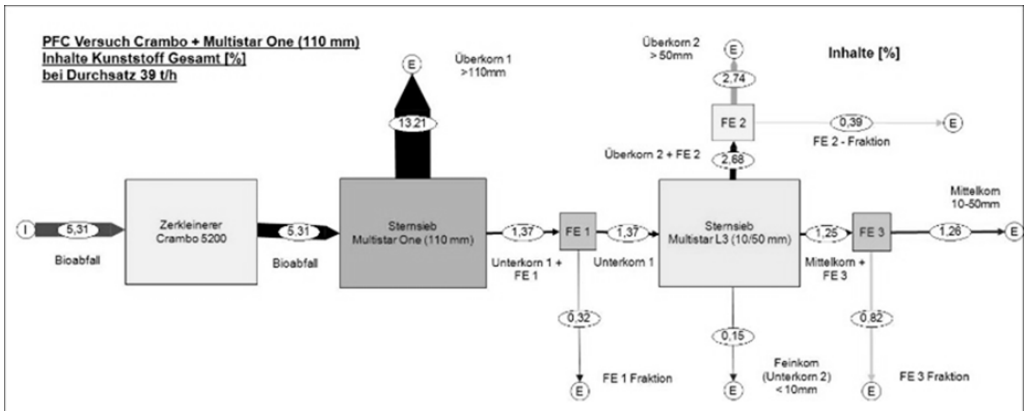 PFC Versuch Crambo + Multistar One (110 mm)
Inhalte Kunststoff Gesamt [%]
bei Durchsatz 39 t/h
Überkorn 1
>110mm
E
13,21
Überkorn 2
> 50mm
E
2,74
Inhalte [%]
FE 2
0,39
E
FE 2 - Fraktion
Überkorn 2 + FE 2
2,68
I
5,31
Bioabfall
Zerkleinerer
Crambo 5200
5,31
Bioabfall
Sternsieb
Multistar One (110 mm)
1,37
Unterkorn 1 +
FE 1
FE 1
1,37
Unterkorn 1
Sternsieb
Multistar L3 (10/50 mm)
1,25
Mittelkorn +
FE 3
FE 3
Mittelkorn
10-50mm
1,26
E
0,32
E
FE 1 Fraktion
0,15
E
Feinkorn
(Unterkorn 2)
< 10mm
0,82
E
FE 3 Fraktion